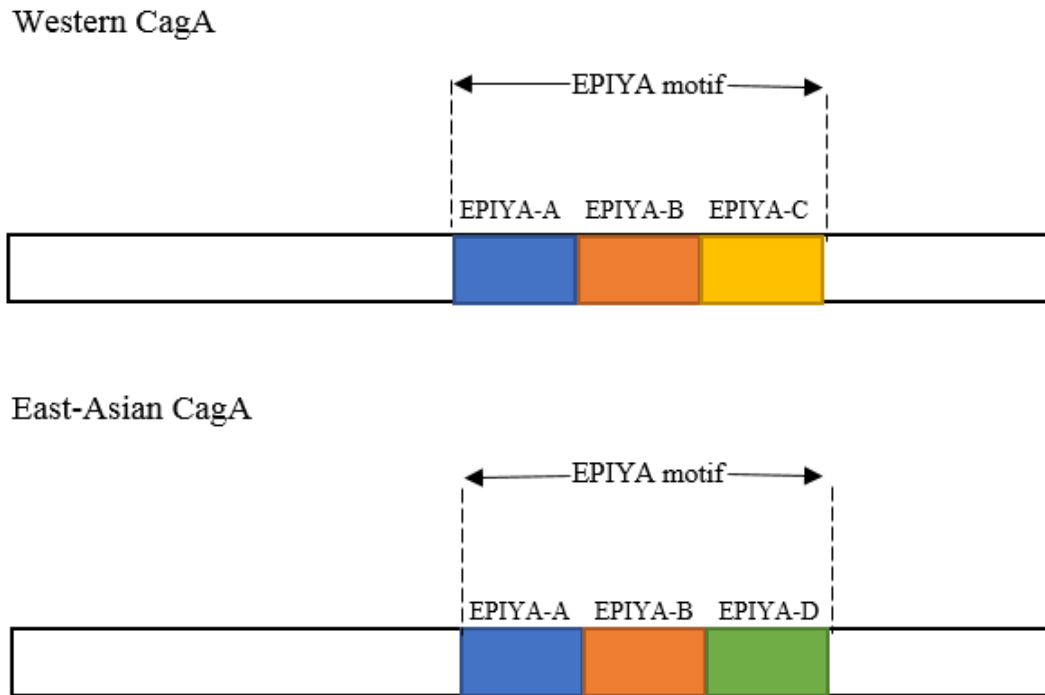 Western CagA
EPIYA motif
EPIYA-A EPIYA-B EPIYA-C
East-Asian CagA
EPIYA motif
EPIYA-A EPIYA-B EPIYA-D